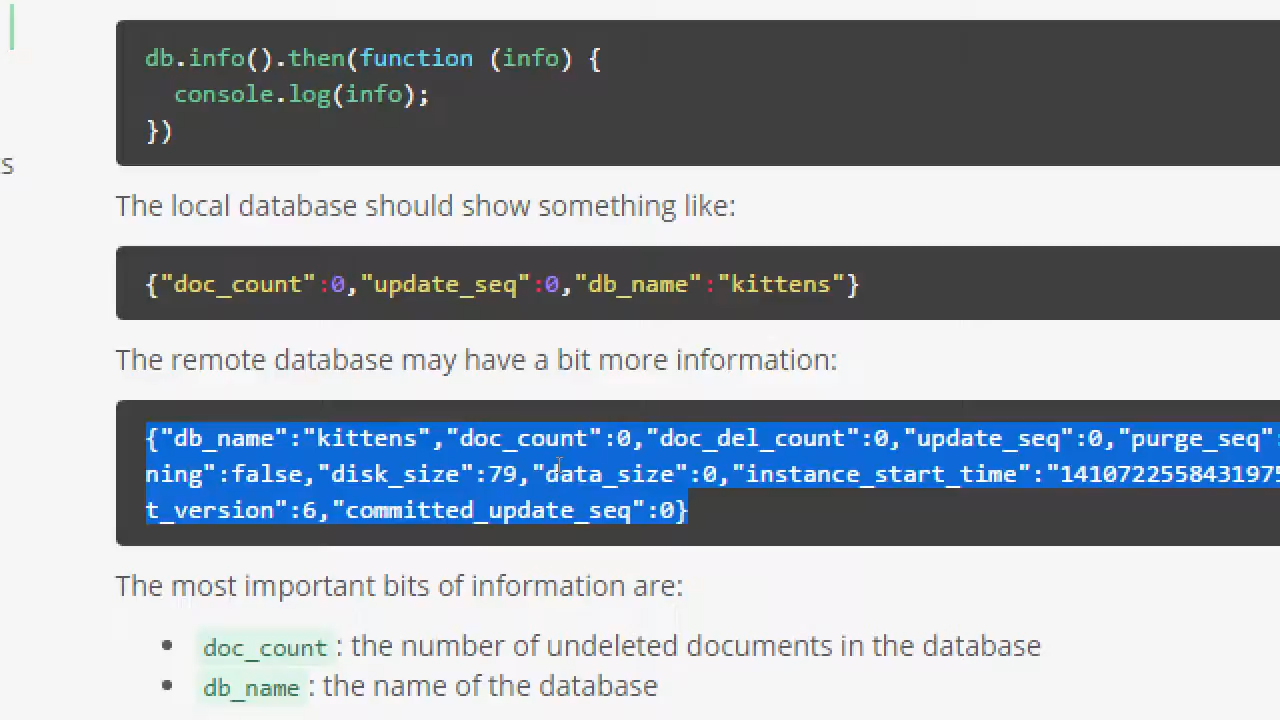 db.info().then(function (info) {
console.log(info);
})
s
The local database should show something like:
{"doc_count":0,"update_seq":0,"db_name":"kittens"}
The remote database may have a bit more information:
{"db_name":"kittens","doc_count":0,"doc_del_count":0,"update_seq":0,"purge_seq":
ning":false,"disk_size":79,"data_size":0,"instance_start_time":"1410722558431975
t_version":6,"committed_update_seq":0}
The most important bits of information are:
• doc_count: the number of undeleted documents in the database
• db_name: the name of the database